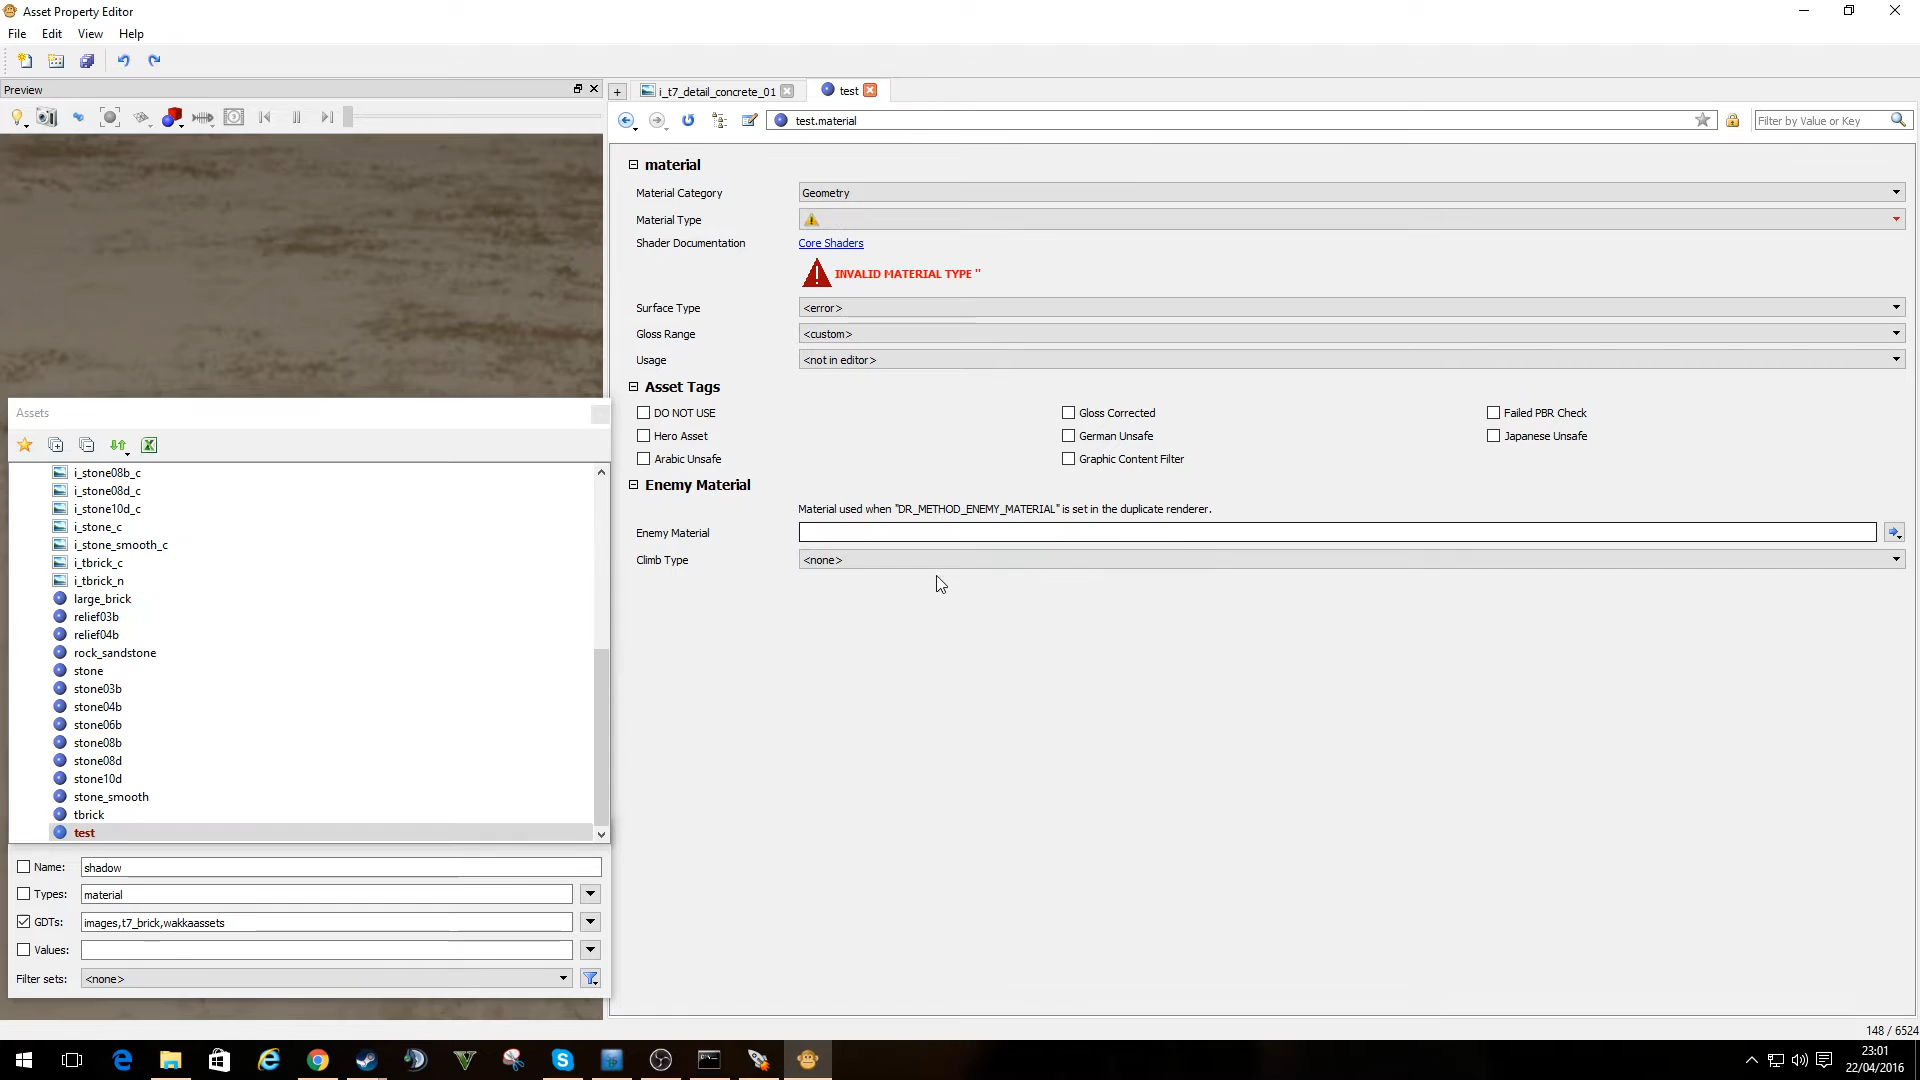 Asset Property Editor
File Edit View Help
Preview
i_t7_detail_concrete_01
test
test.material
Filter by Value or Key
material
Material Category
Geometry
Material Type
Shader Documentation
Core Shaders
INVALID MATERIAL TYPE ''
Surface Type
<error>
Gloss Range
<custom>
Usage
<not in editor>
Asset Tags
DO NOT USE
Gloss Corrected
Failed PBR Check
Hero Asset
German Unsafe
Japanese Unsafe
Arabic Unsafe
Graphic Content Filter
Enemy Material
Material used when "DR_METHOD_ENEMY_MATERIAL" is set in the duplicate renderer.
Enemy Material
Climb Type
<none>
Assets
i_stone08b_c
i_stone08d_c
i_stone10d_c
i_stone_c
i_stone_smooth_c
i_tbrick_c
i_tbrick_n
large_brick
relief03b
relief04b
rock_sandstone
stone
stone03b
stone04b
stone06b
stone08b
stone08d
stone10d
stone_smooth
tbrick
test
Name: shadow
Types: material
GDTs: images,t7_brick,wakkaassets
Values:
Filter sets: <none>
148 / 6524
23:01
22/04/2016